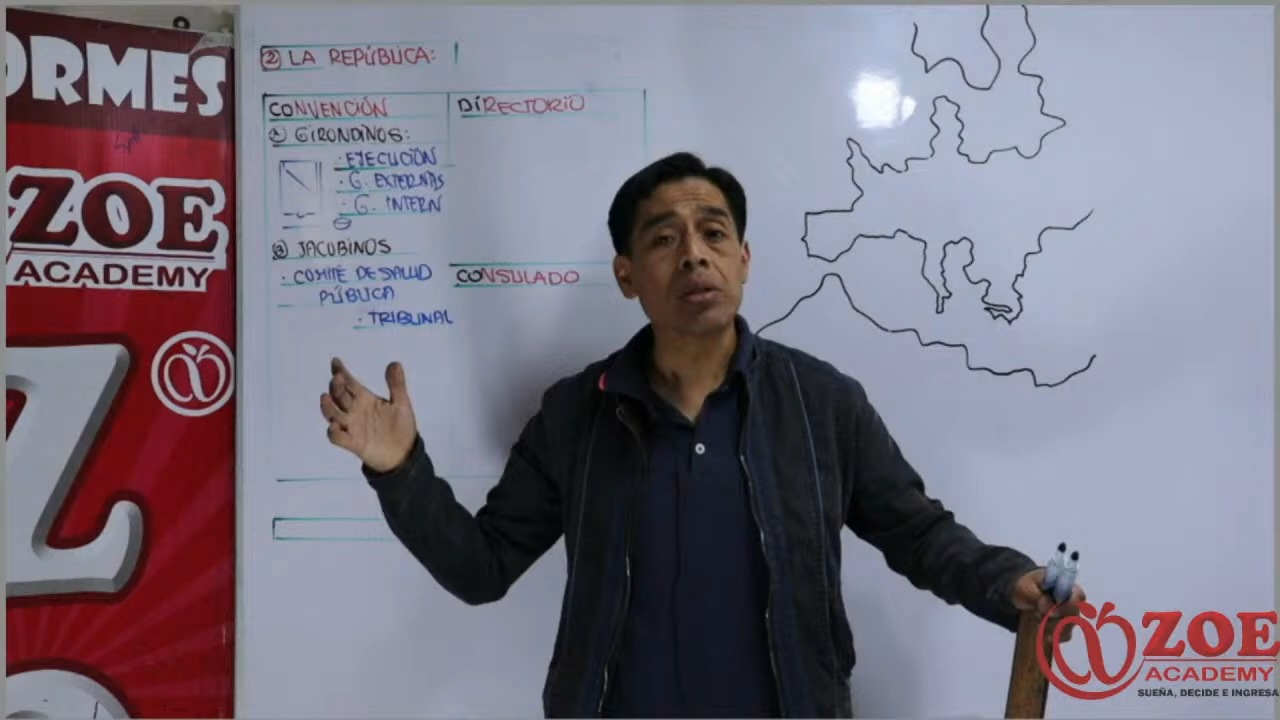 ORMES
ZOE
ACADEMY
② LA REPÚBLICA:
CONVENCIÓN
① GIRONDINOS:
· EJECUCIÓN
· G. EXTERNAS
· G. INTERN
② JACOBINOS
· COMITÉ DE SALUD
PÚBLICA
· TRIBUNAL
DIRECTORIO
CONSULADO
ZOE
ACADEMY
SUEÑA, DECIDE E INGRESA